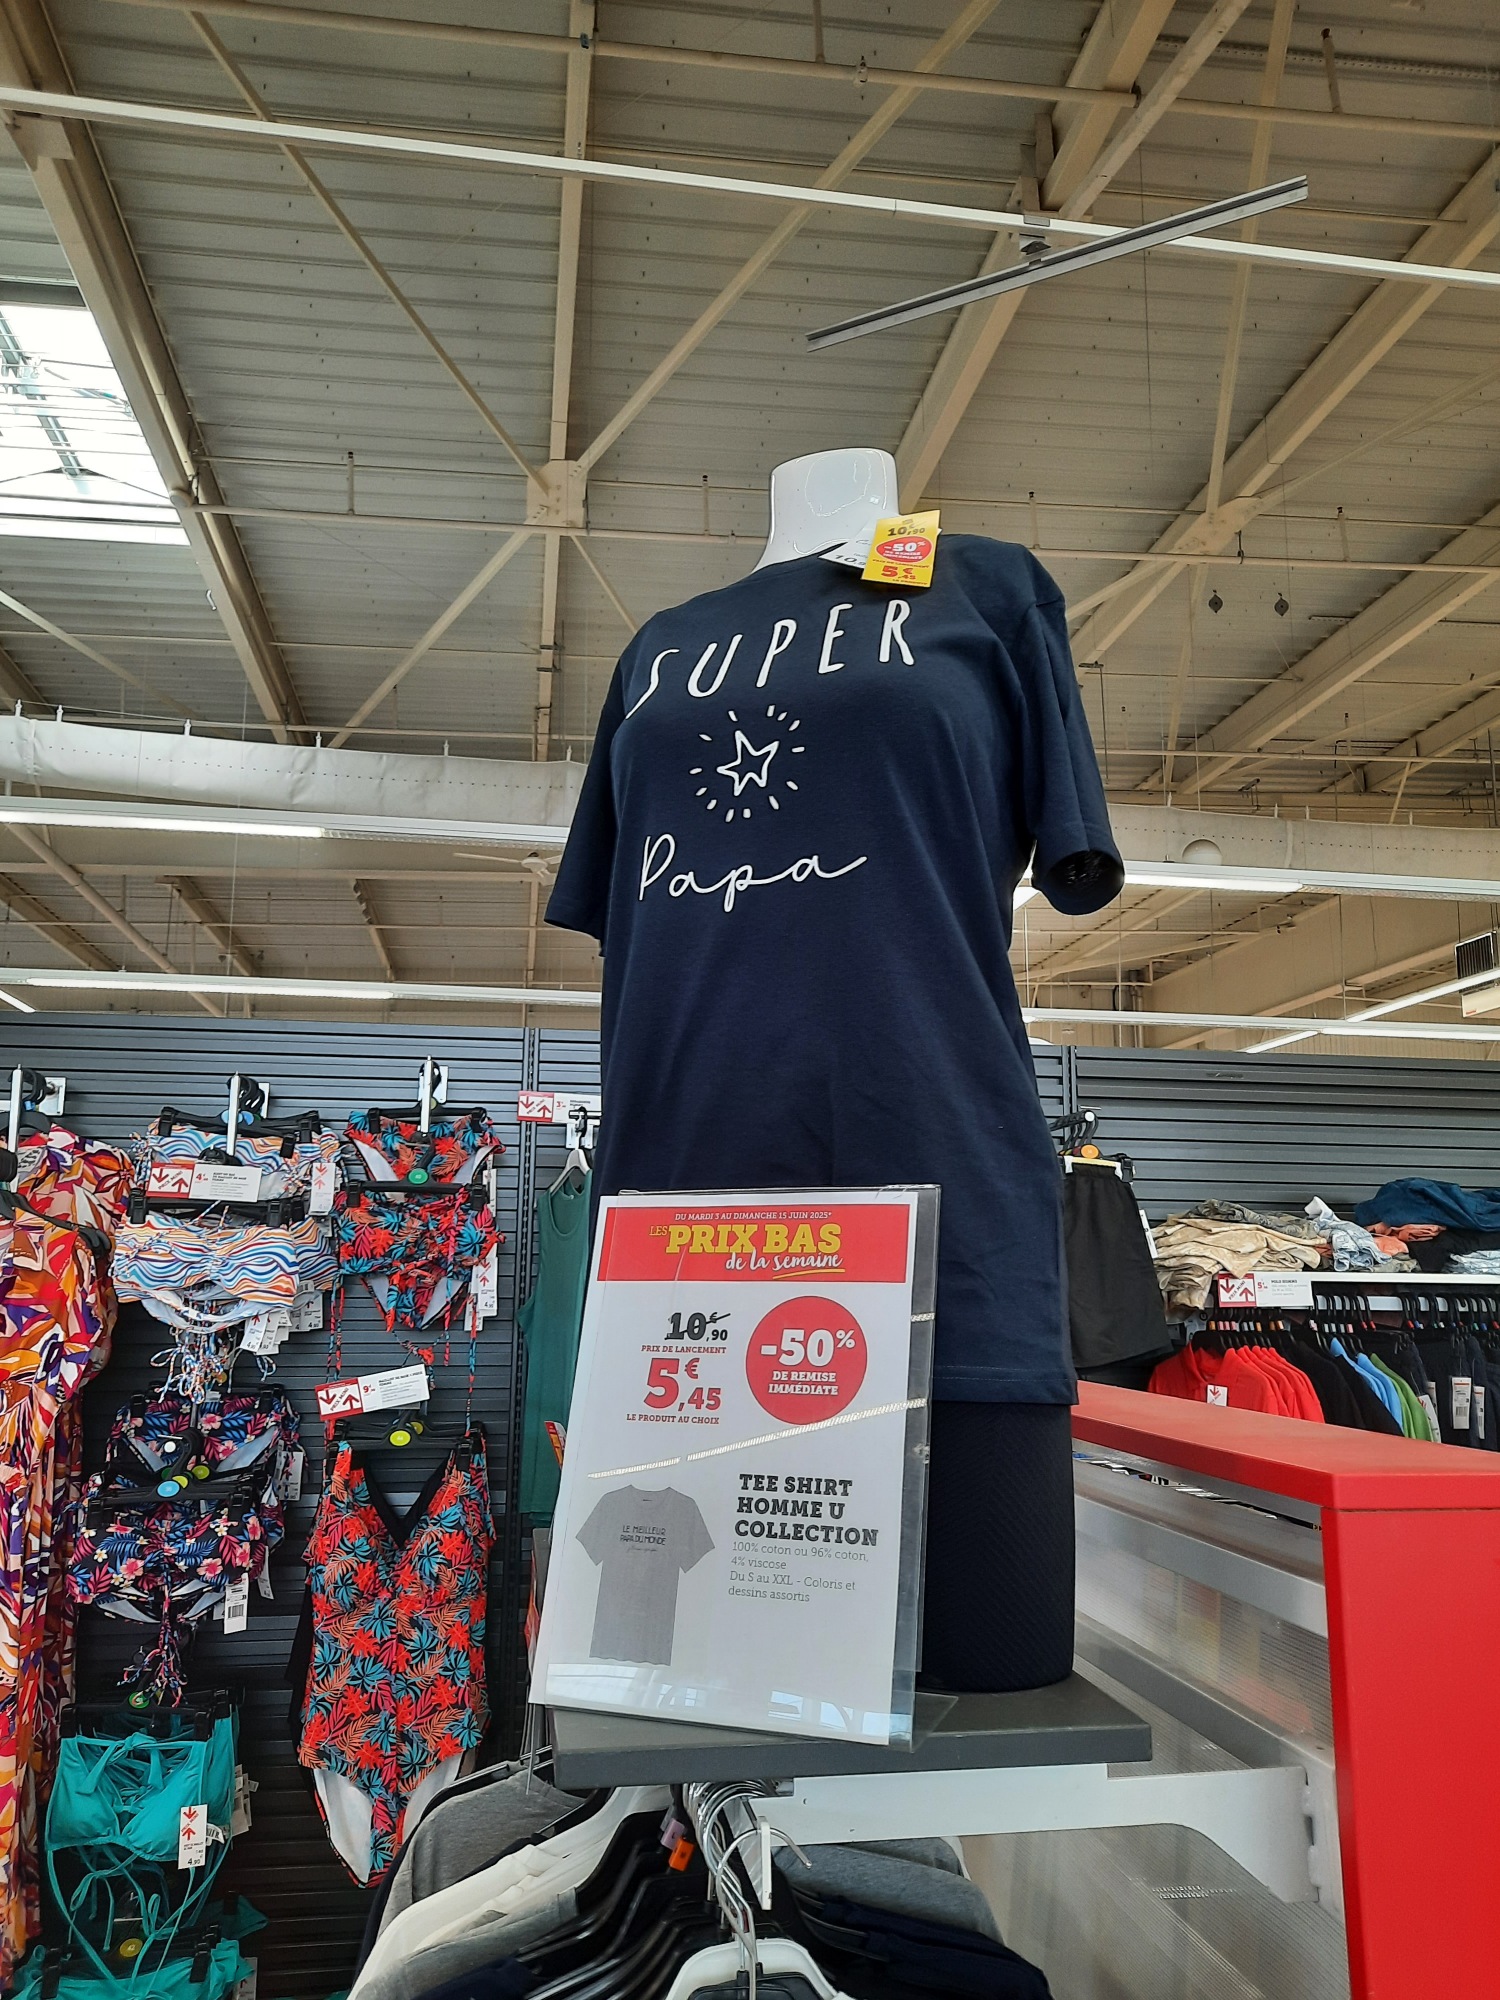 10€,90
50%
DE REMISE
IMMÉDIATE
5€,45
SUPER
Papa
DU MARDI 3 AU DIMANCHE 15 JUIN 2025*
LES PRIX BAS
de la semaine
10€,90
PRIX DE LANCEMENT
5€,45
LE PRODUIT AU CHOIX
-50%
DE REMISE
IMMÉDIATE
TEE SHIRT
HOMME U
COLLECTION
100% coton ou 96% coton,
4% viscose
Du S au XXL - Coloris et
dessins assortis
LE MEILLEUR
PAPA DU MONDE